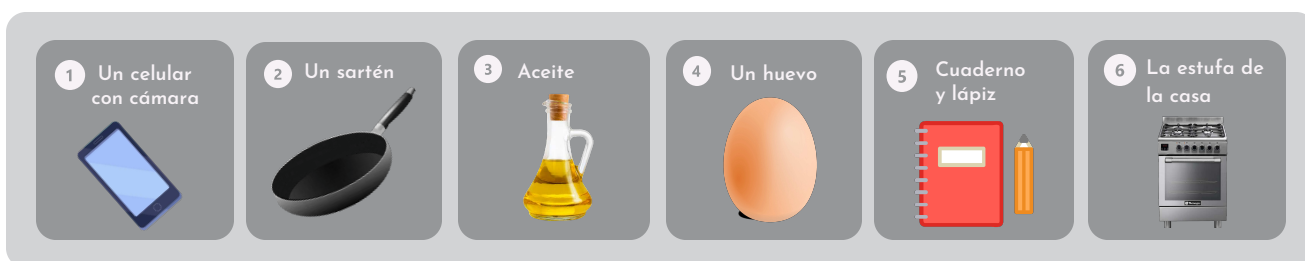 1
Un celular
con cámara
2
Un sartén
3
Aceite
4
Un huevo
5
Cuaderno
y lápiz
6
La estufa de
la casa